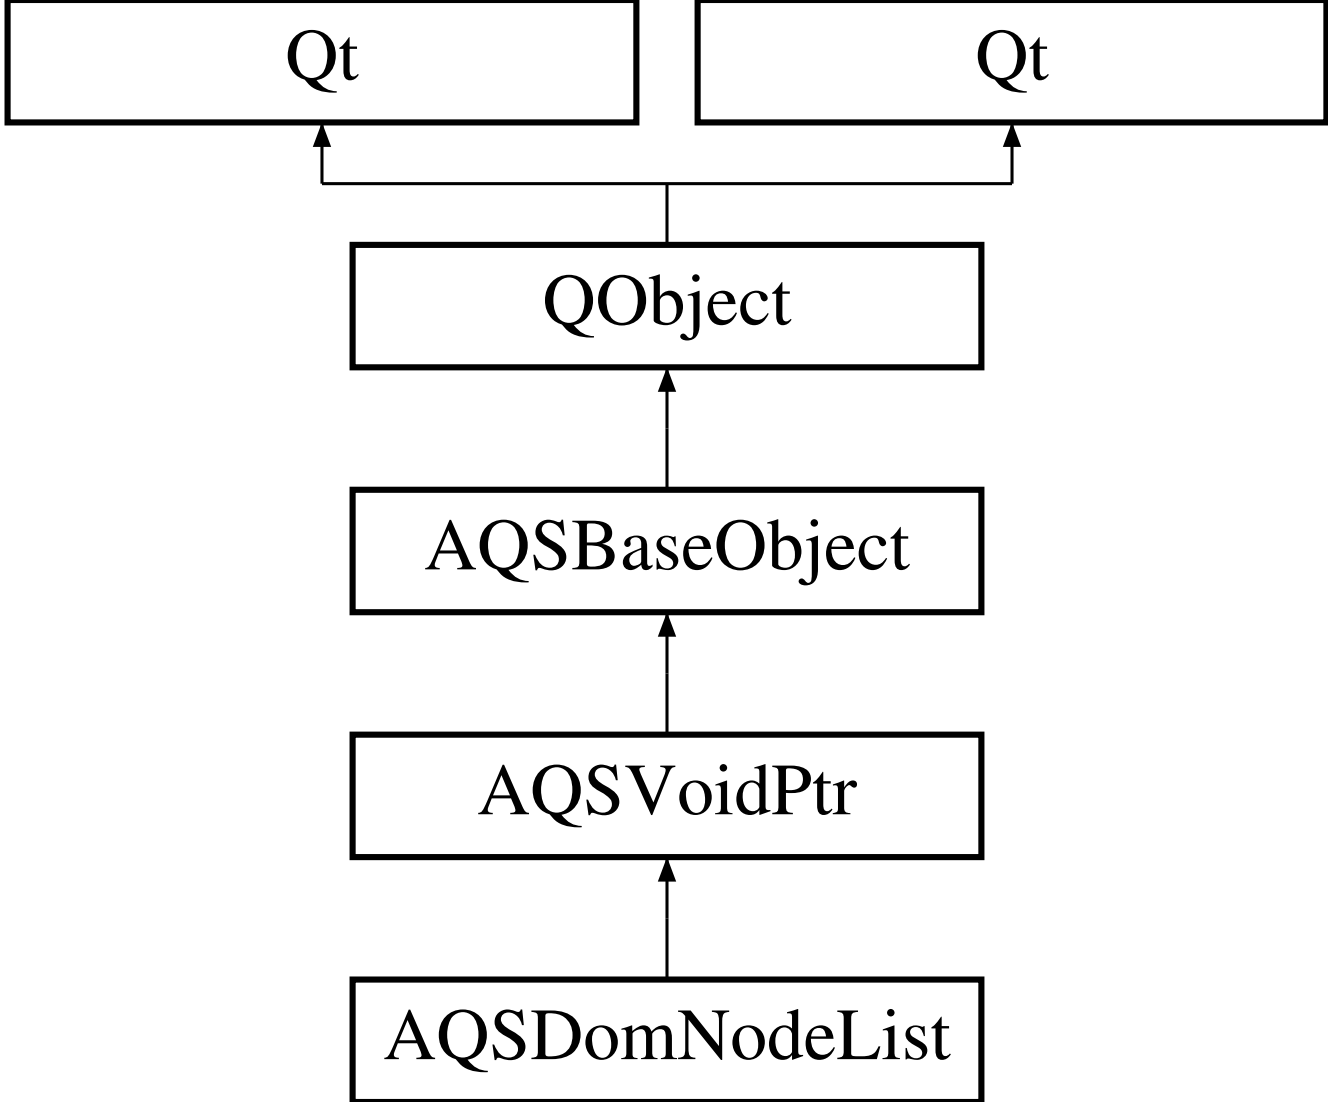 Qt
Qt
QObject
AQSBaseObject
AQSVoidPtr
AQSDomNodeList